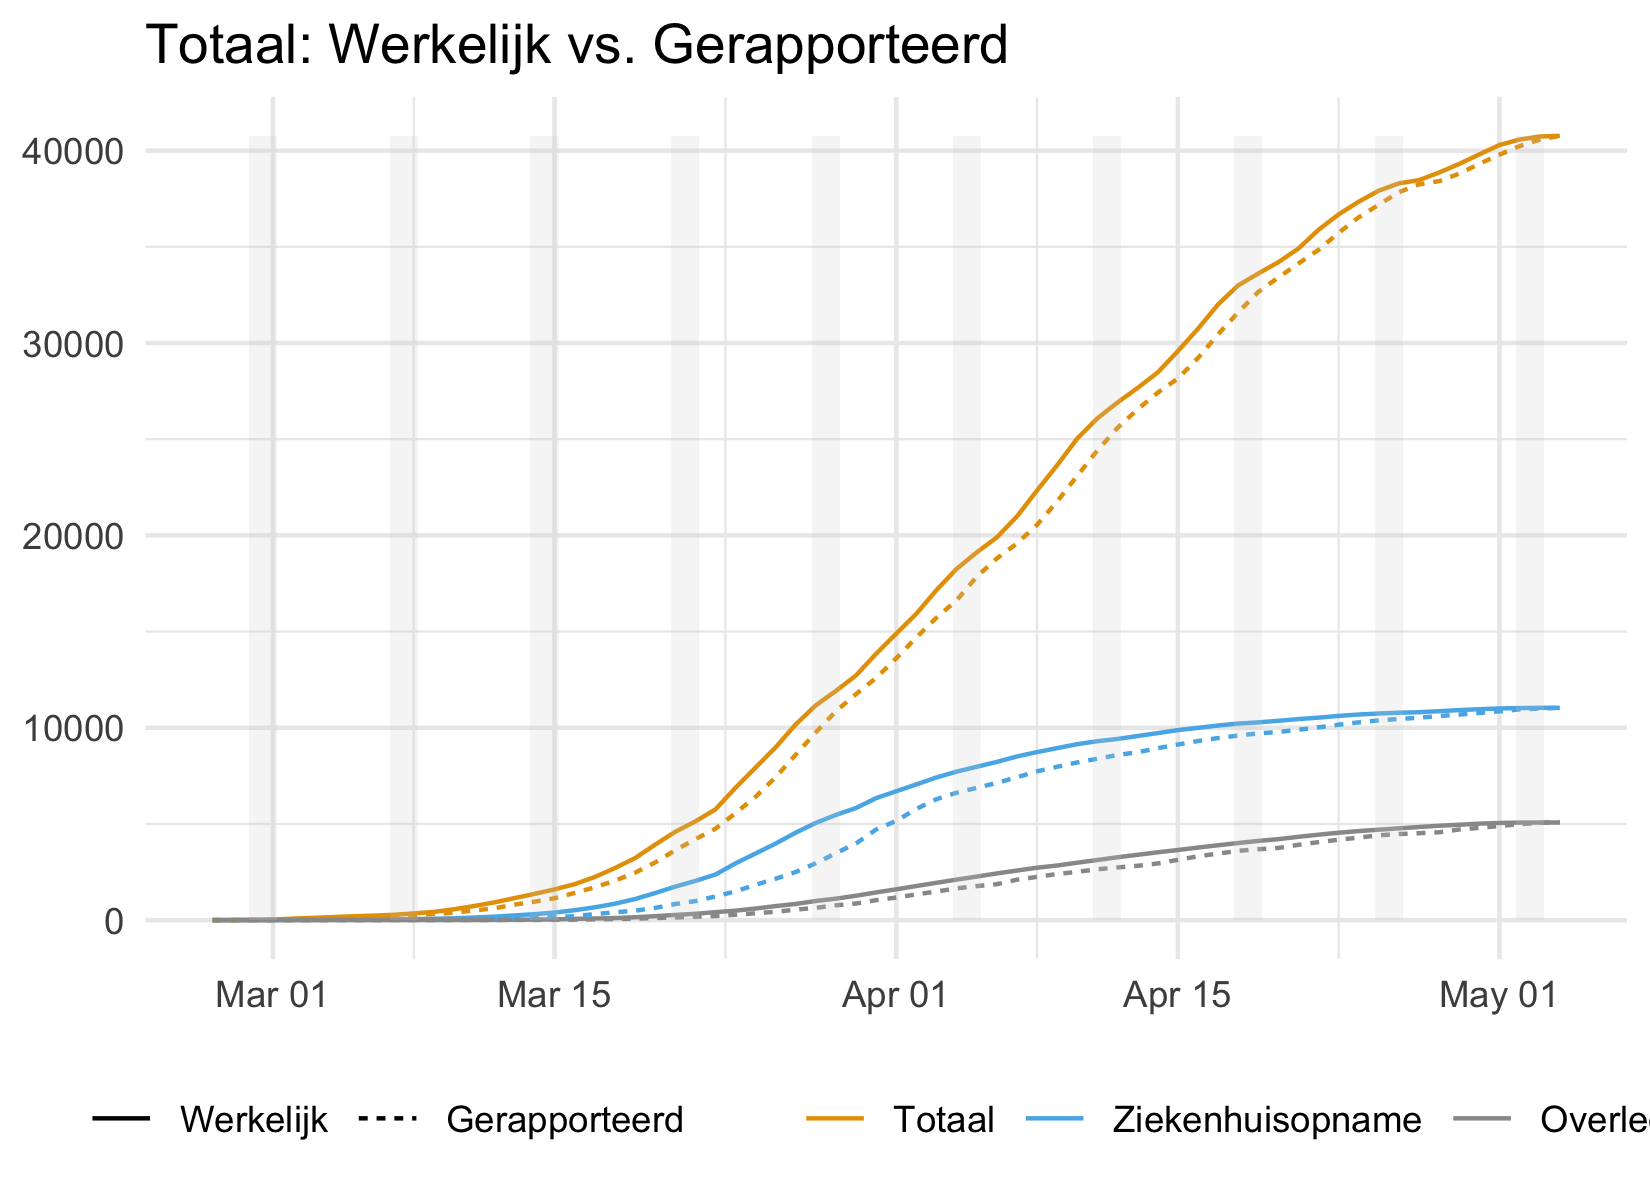 Totaal: Werkelijk vs. Gerapporteerd
40000
30000
20000
10000
0
Mar 01 Mar 15 Apr 01 Apr 15 May 01
Werkelijk Gerapporteerd Totaal Ziekenhuisopname